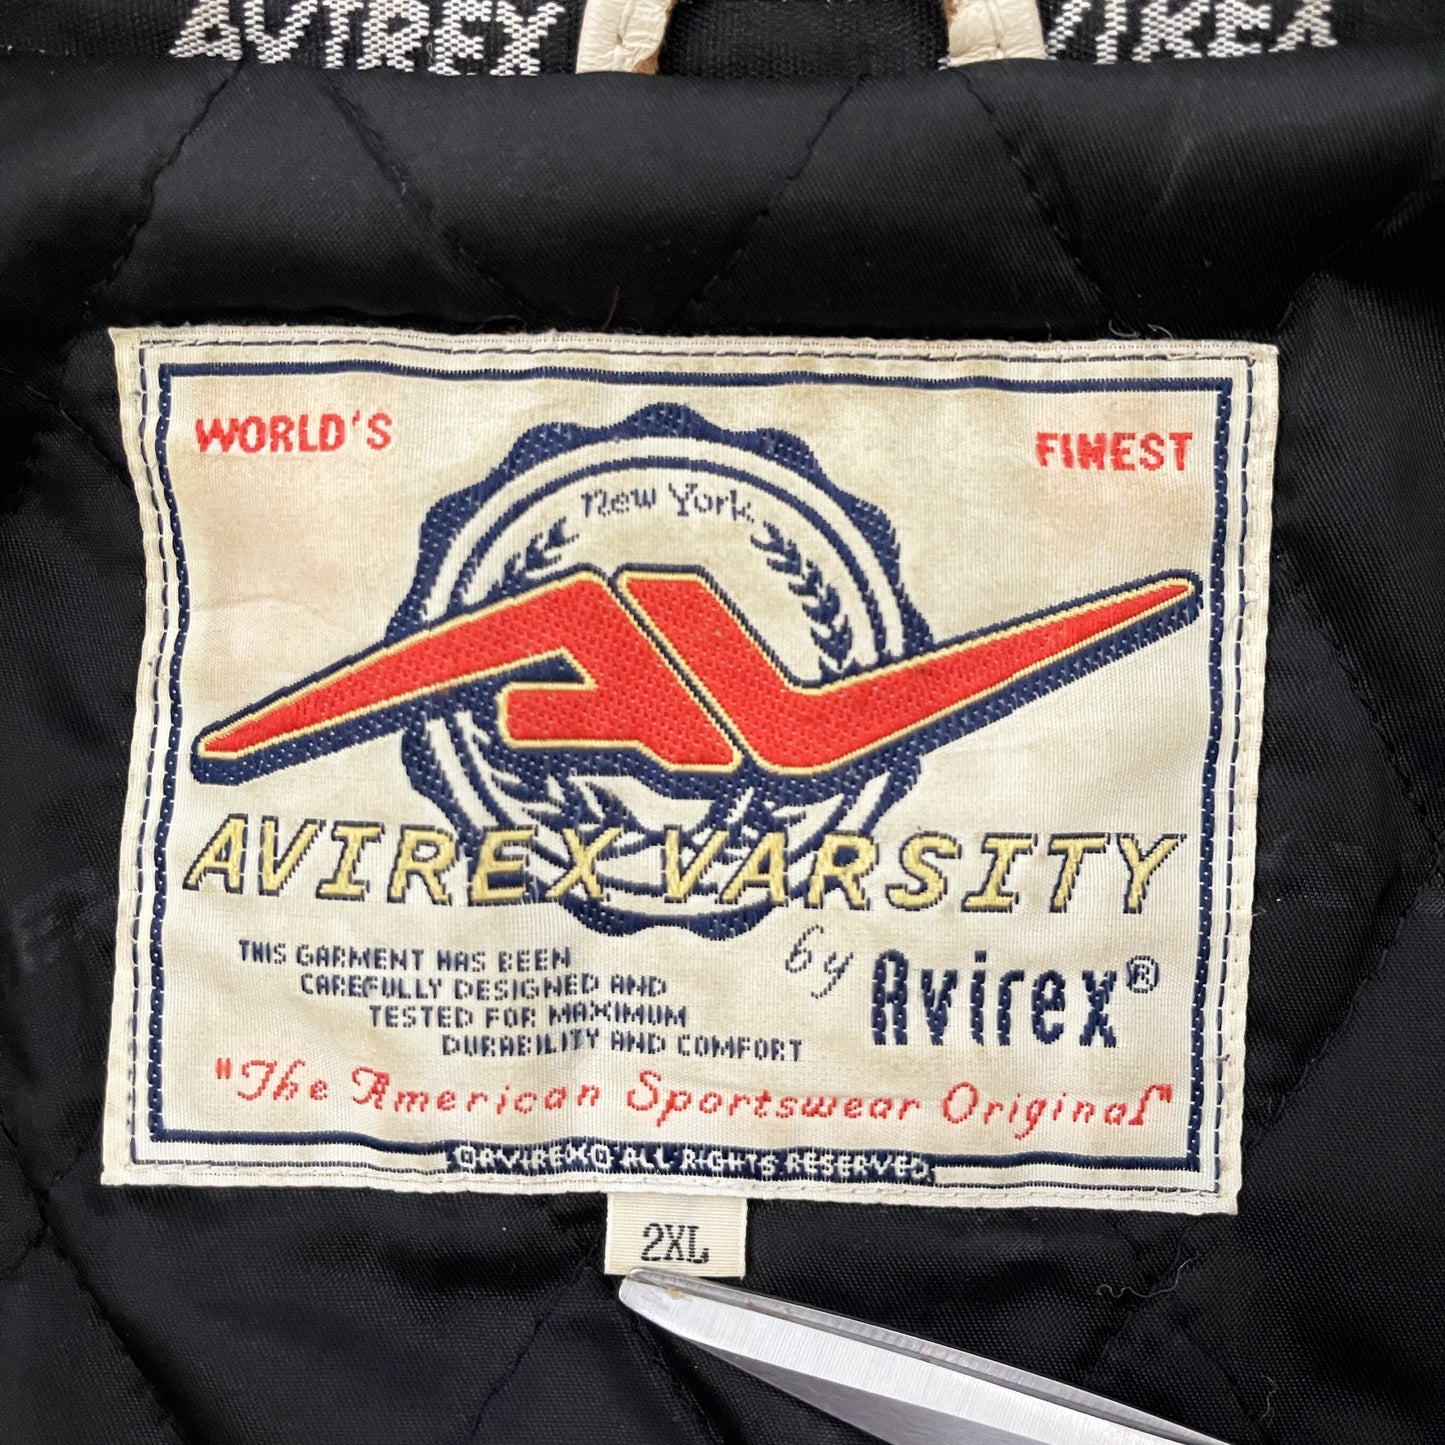 AVIREX
VIREX
WORLD'S
FINEST
New York
AVIREX VARSITY
by Avirex®
THIS GARMENT HAS BEEN
CAREFULLY DESIGNED AND
TESTED FOR MAXIMUM
DURABILITY AND COMFORT
"The American Sportswear Original"
ALL RIGHTS RESERVED.
2XL